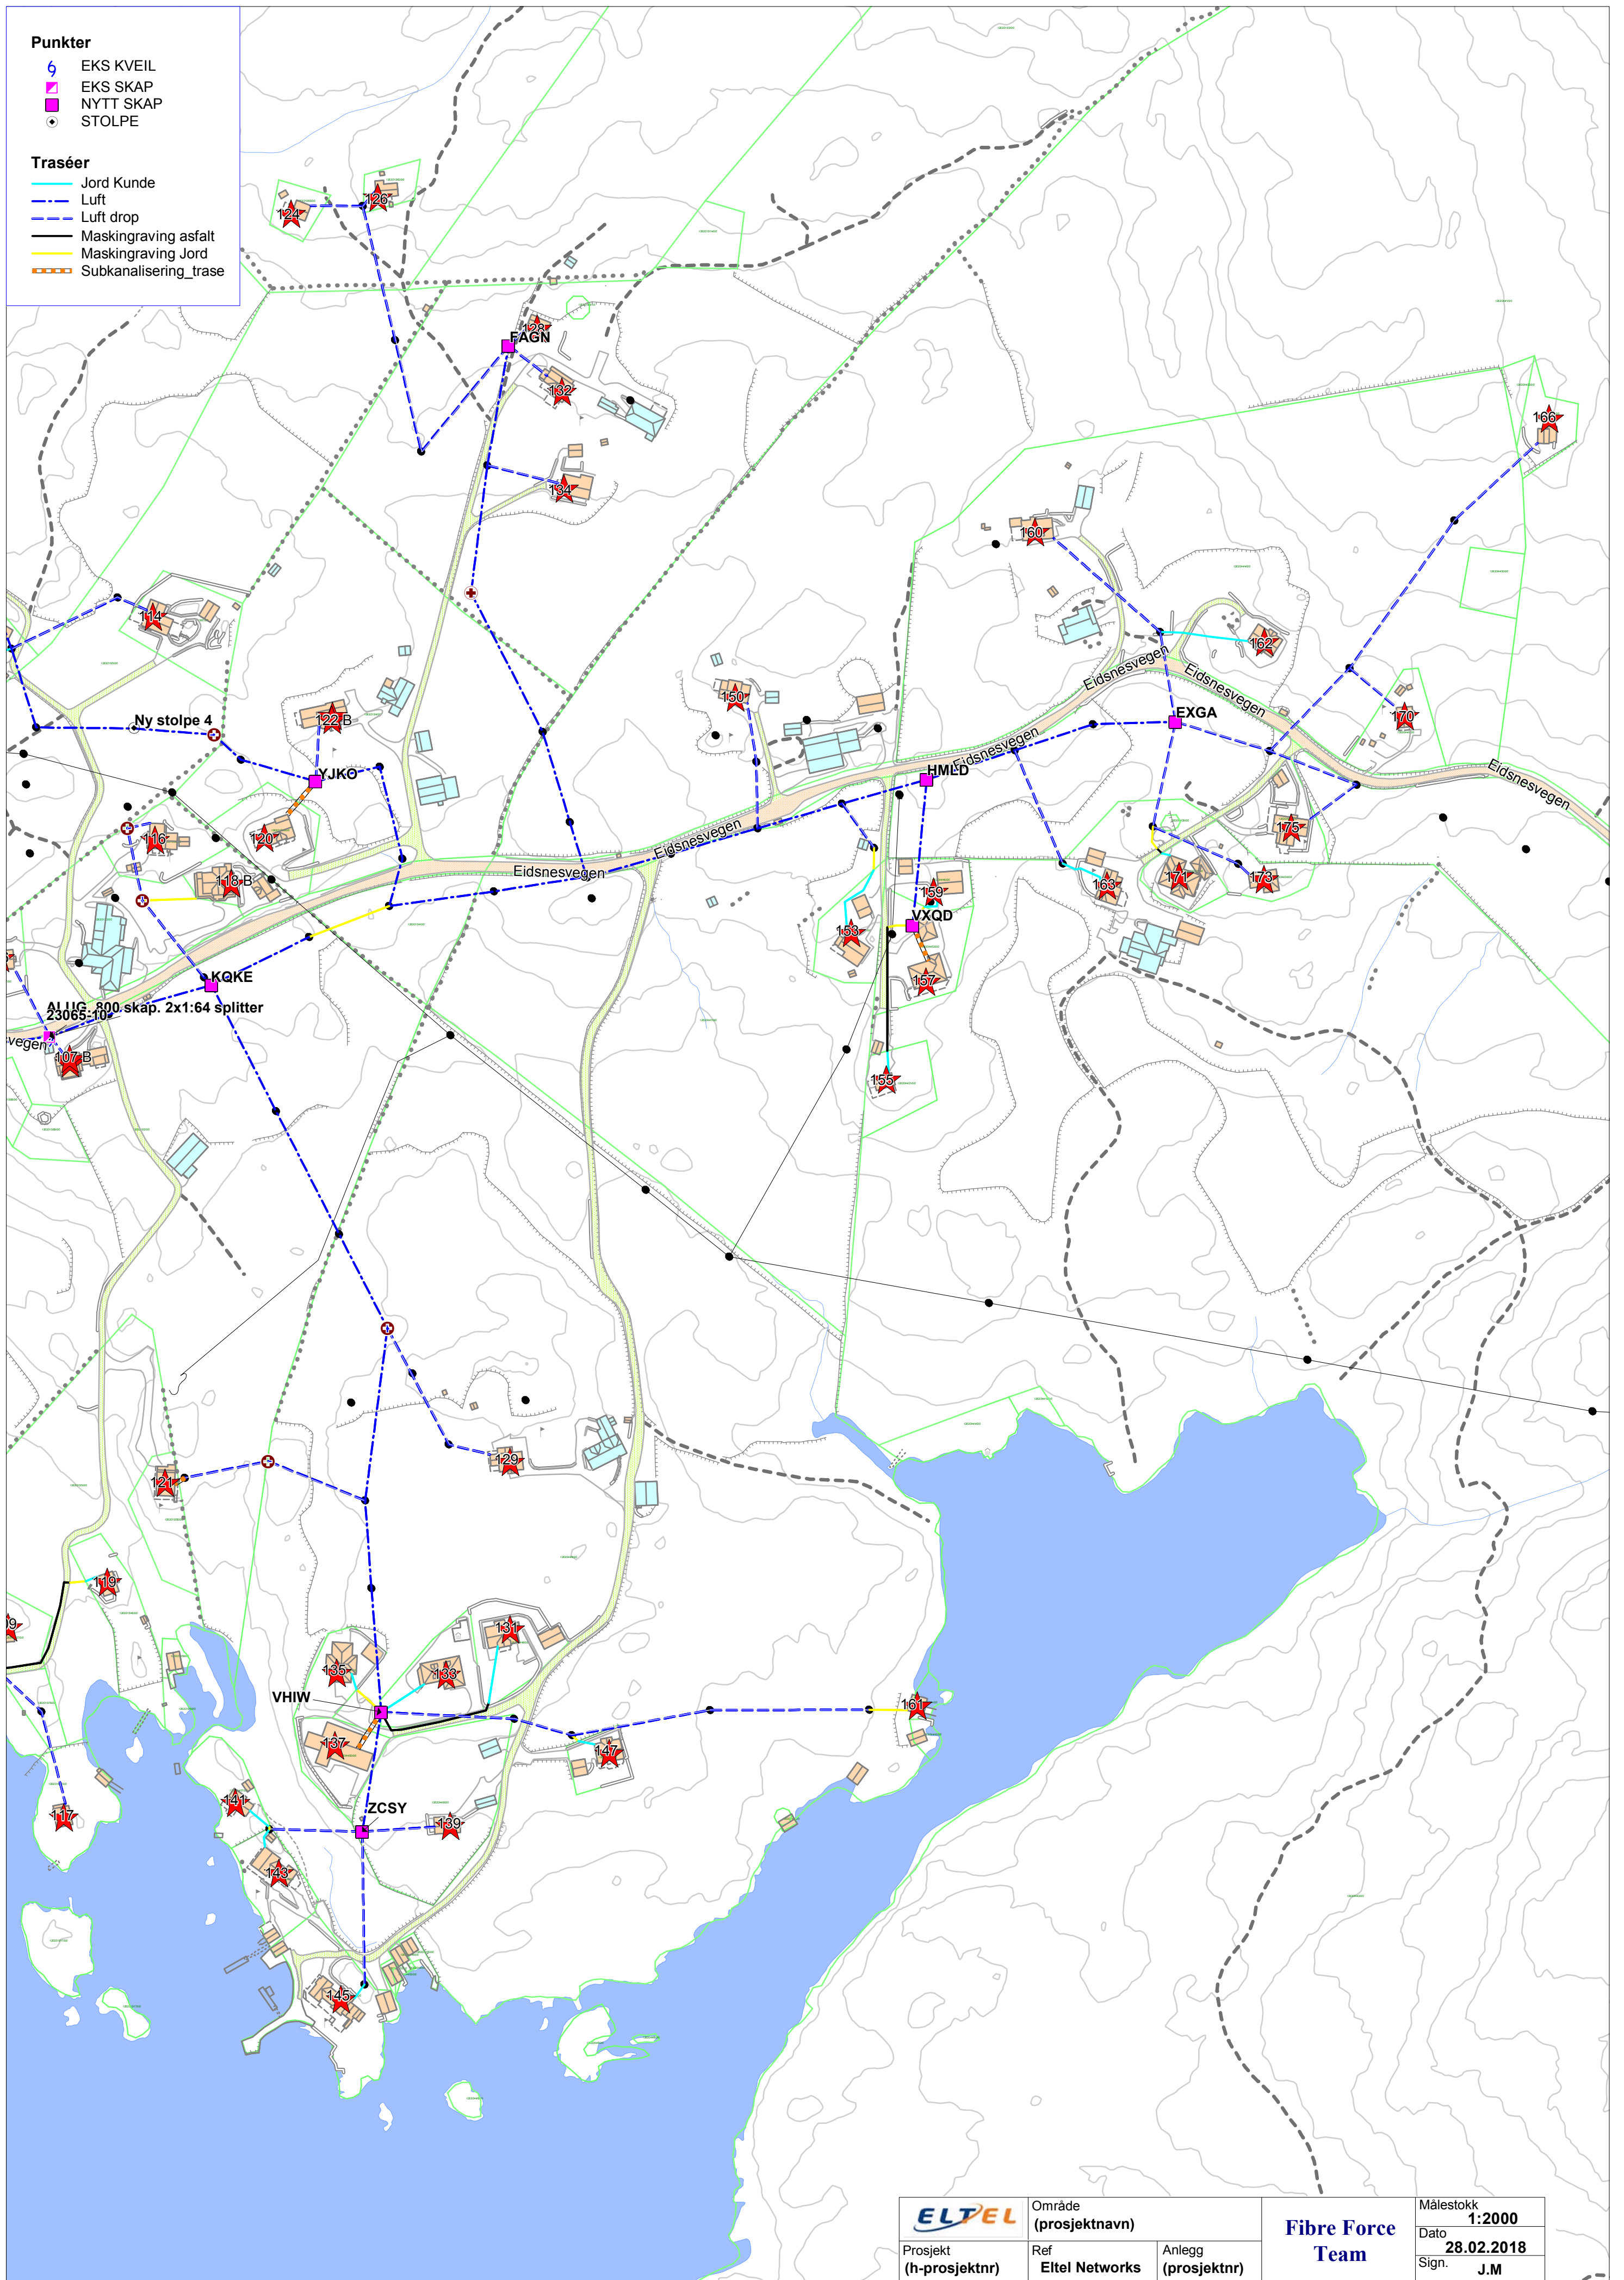 Punkter
EKS KVEIL
EKS SKAP
NYTT SKAP
STOLPE
Traséer
Jord Kunde
Luft
Luft drop
Maskingraving asfalt
Maskingraving Jord
Subkanalisering_trase
124
126
128
FAGN
132
134
166
160
114
162
Eidsnesvegen
Eidsnesvegen
150
170
122 B
Ny stolpe 4
EXGA
Eidsnesvegen
YJKO
HMLD
Eidsnesvegen
116
120
175
Eidsnesvegen
Eidsnesvegen
118 B
163
171
173
159
VXQD
153
157
KQKE
ALUG_800 skap. 2x1:64 splitter
23065-10
vegen
107 B
155
129
121
119
131
135
133
VHIW
161
137
147
141
ZCSY
117
139
143
145
ELTEL
Område
(prosjektnavn)
Prosjekt
(h-prosjektnr)
Ref
Eltel Networks
Anlegg
(prosjektnr)
Fibre Force
Team
Målestokk
1:2000
Dato
28.02.2018
Sign.
J.M